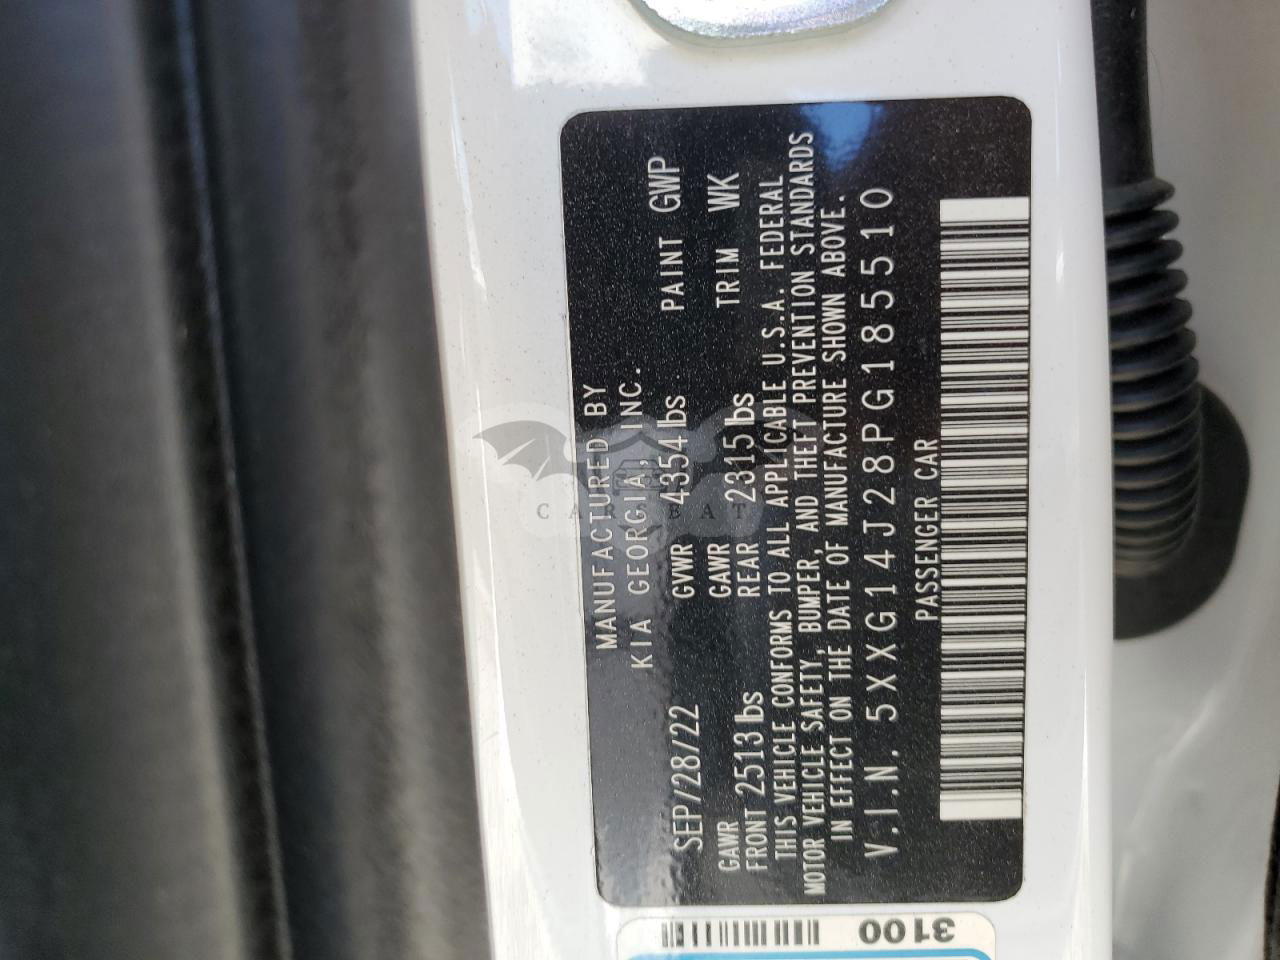 MANUFACTURED BY
KIA GEORGIA, INC.
SEP/28/22 GVWR 4354 lbs PAINT GWP
GAWR GAWR TRIM WK
FRONT 2513 lbs REAR 2315 lbs
THIS VEHICLE CONFORMS TO ALL APPLICABLE U.S.A. FEDERAL
MOTOR VEHICLE SAFETY, BUMPER, AND THEFT PREVENTION STANDARDS
IN EFFECT ON THE DATE OF MANUFACTURE SHOWN ABOVE.
V.I.N. 5XXG14J28PG185510
PASSENGER CAR
3100
CAR BAT